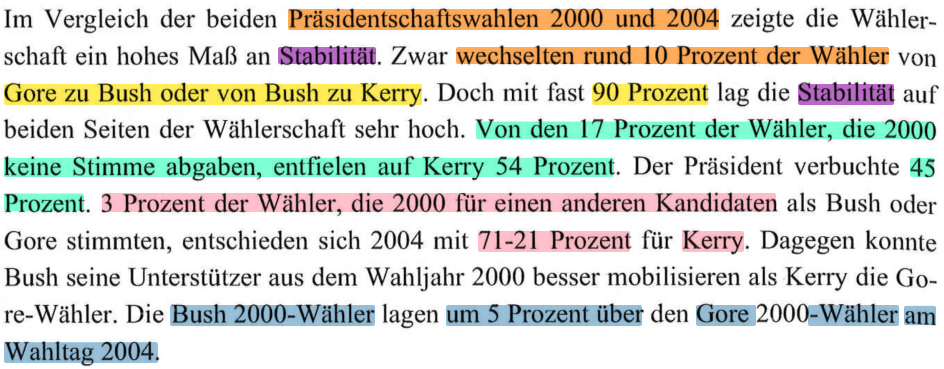 Im Vergleich der beiden Präsidentschaftswahlen 2000 und 2004 zeigte die Wähler-
schaft ein hohes Maß an Stabilität. Zwar wechselten rund 10 Prozent der Wähler von
Gore zu Bush oder von Bush zu Kerry. Doch mit fast 90 Prozent lag die Stabilität auf
beiden Seiten der Wählerschaft sehr hoch. Von den 17 Prozent der Wähler, die 2000
keine Stimme abgaben, entfielen auf Kerry 54 Prozent. Der Präsident verbuchte 45
Prozent. 3 Prozent der Wähler, die 2000 für einen anderen Kandidaten als Bush oder
Gore stimmten, entschieden sich 2004 mit 71-21 Prozent für Kerry. Dagegen konnte
Bush seine Unterstützer aus dem Wahljahr 2000 besser mobilisieren als Kerry die Go-
re-Wähler. Die Bush 2000-Wähler lagen um 5 Prozent über den Gore 2000-Wähler am
Wahltag 2004.